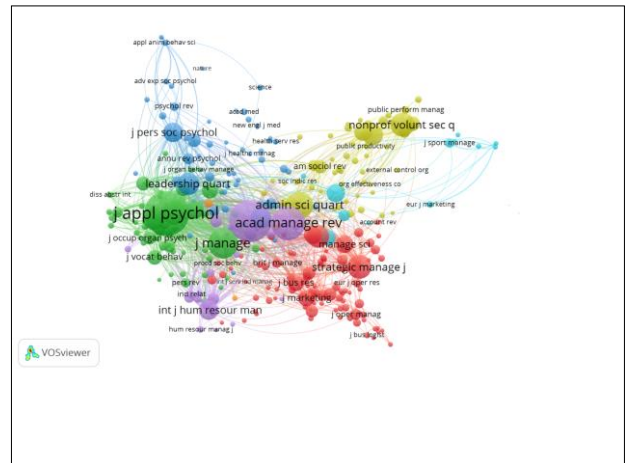 appl anim behav sci
nature
adv exp soc psychol
science
psychol rev
acad med
public perform manag
new engl j med
nonprof volunt sec q
j pers soc psychol
health serv res
public productivity
j sport manage
annu rev psychol
j healthc manag
am sociol rev
j organ behav manage
external control org
leadership quart
soc indic res
org effectiveness co
diss abstr int
admin sci quart
eur j marketing
j appl psychol
acad manage rev
account rev
j occup organ psych
j manage
manage sci
j vocat behav
proced soc behv
brit j manage
strategic manage j
pers rev
j bus res
eur j oper res
ind relat
j marketing
int j hum resour man
j oper manag
hum resour manag j
j bus logist
VOSviewer